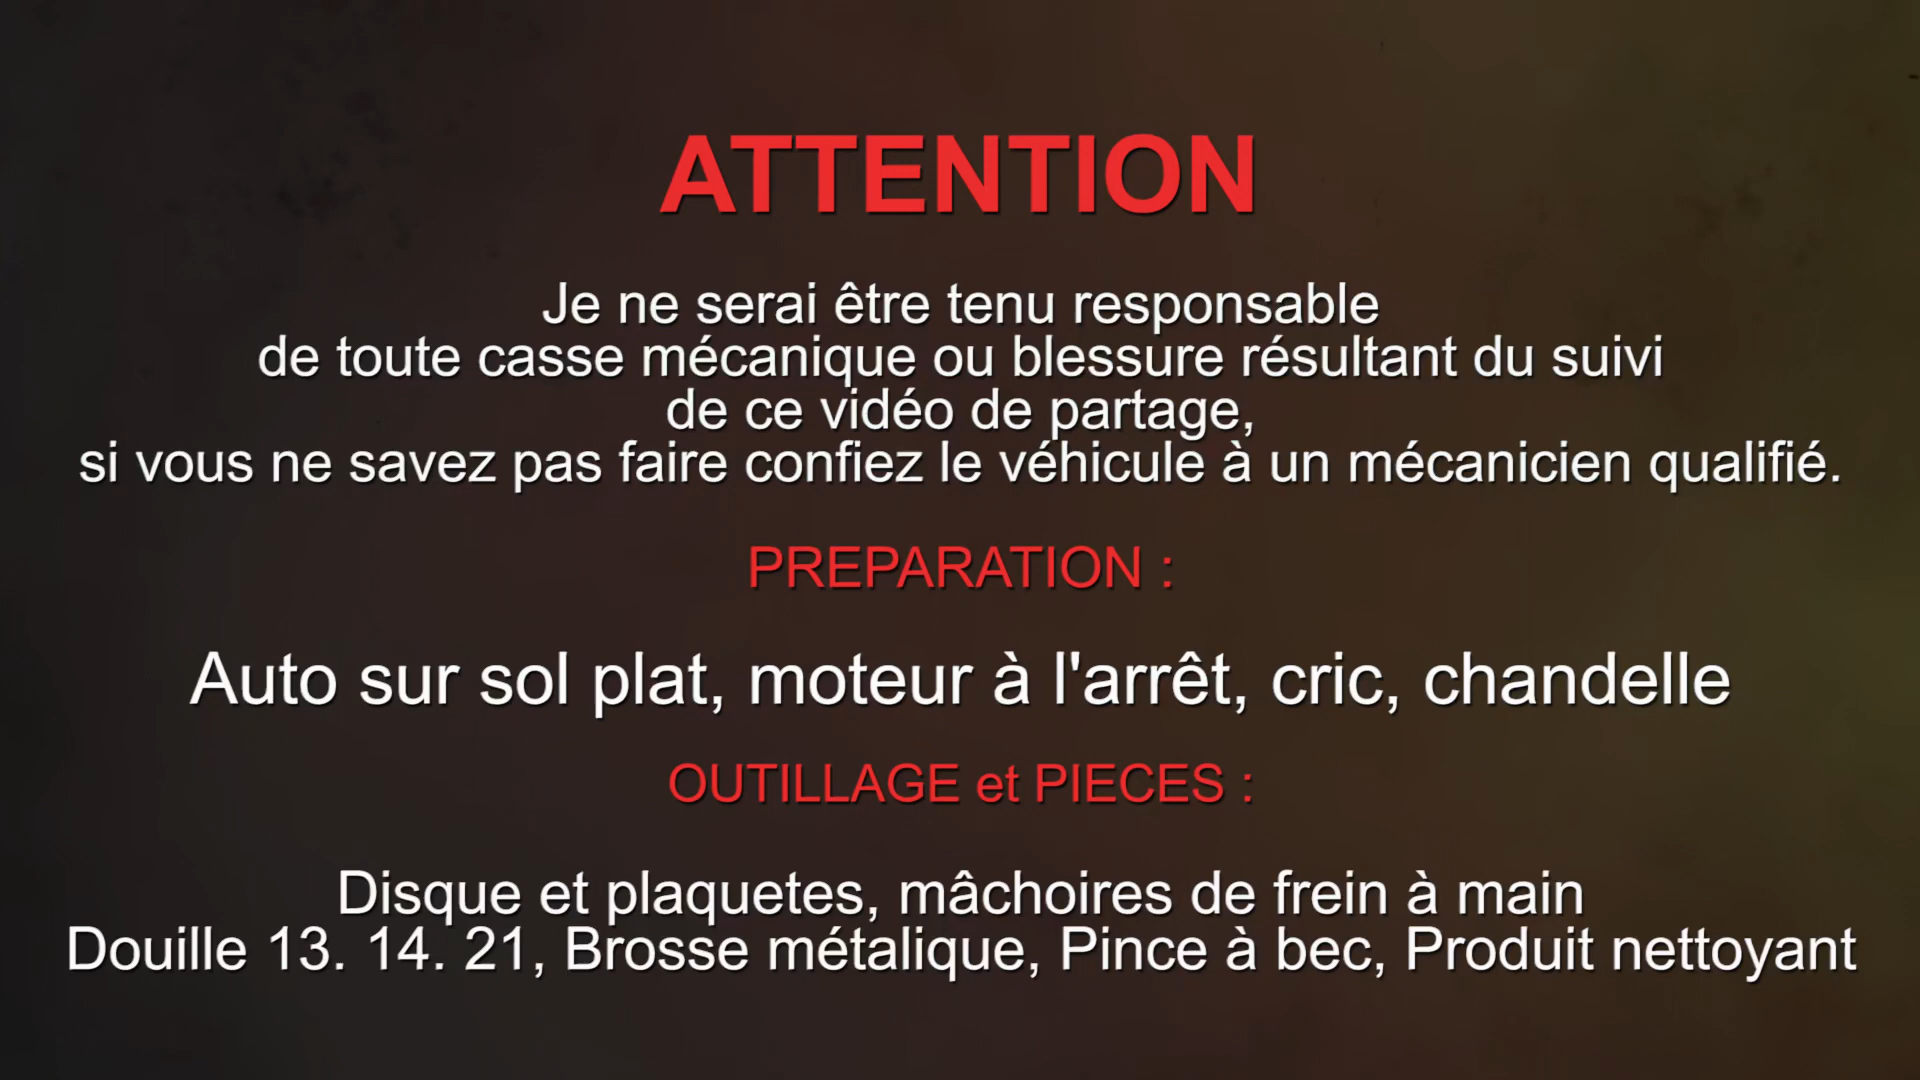 ATTENTION
Je ne serai être tenu responsable
de toute casse mécanique ou blessure résultant du suivi
de ce vidéo de partage,
si vous ne savez pas faire confiez le véhicule à un mécanicien qualifié.
PREPARATION :
Auto sur sol plat, moteur à l'arrêt, cric, chandelle
OUTILLAGE et PIECES :
Disque et plaquetes, mâchoires de frein à main
Douille 13. 14. 21, Brosse métalique, Pince à bec, Produit nettoyant